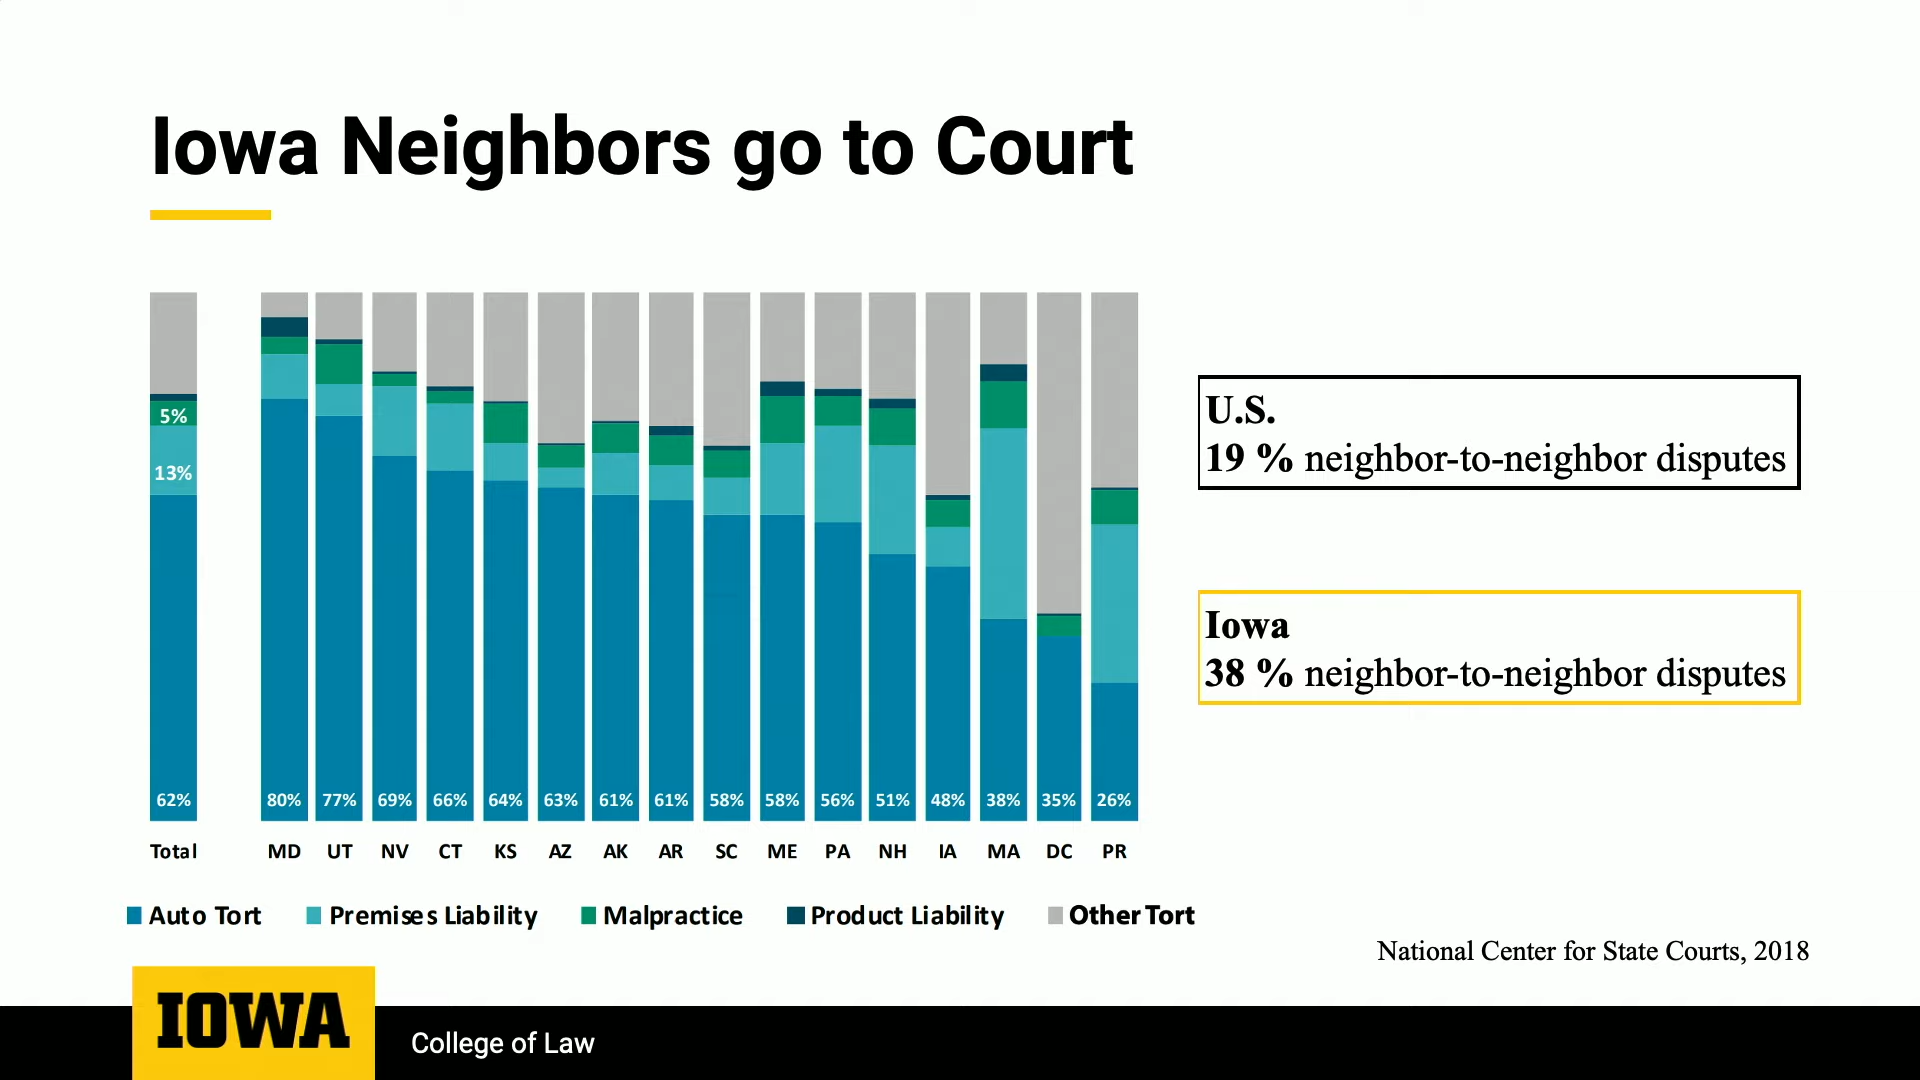 Iowa Neighbors go to Court
5%
13%
62% 80% 77% 69% 66% 64% 63% 61% 61% 58% 58% 56% 51% 48% 38% 35% 26%
Total MD UT NV CT KS AZ AK AR SC ME PA NH IA MA DC PR
Auto Tort Premises Liability Malpractice Product Liability Other Tort
U.S.
19 % neighbor-to-neighbor disputes
Iowa
38 % neighbor-to-neighbor disputes
National Center for State Courts, 2018
IOWA
College of Law